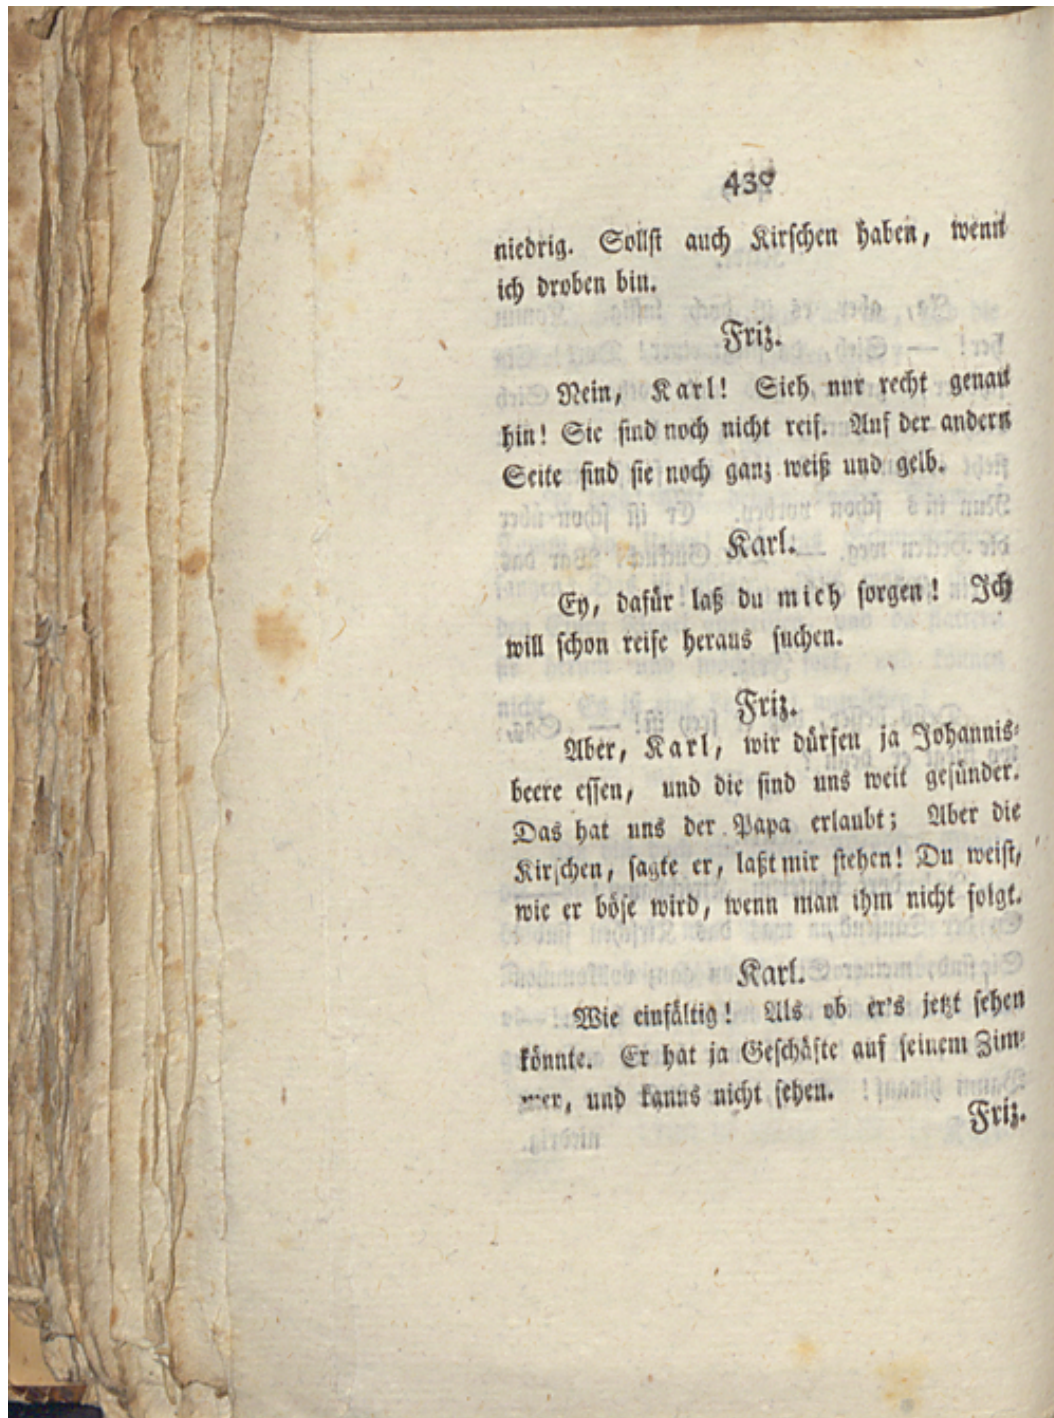 430
niedrig. Sollst auch Kirschen haben, wenn
ich droben bin.
Friz.
Nein, Karl! Sieh nur recht genau
hin! Sie sind noch nicht reif. Auf der andern
Seite sind sie noch ganz weiß und gelb.
Karl.
Ey, dafür laß du mich sorgen! Ich
will schon reife heraus suchen.
Friz.
Aber, Karl, wir dürfen ja Johannis-
beere essen, und die sind uns weit gesünder.
Das hat uns der Papa erlaubt; Aber die
Kirschen, sagte er, laßt mir stehen! Du weist,
wie er böse wird, wenn man ihm nicht folgt.
Karl.
Wie einfältig! Als ob er's jetzt sehen
könnte. Er hat ja Geschäfte auf seinem Zim-
mer, und kanns nicht sehen.
Friz.